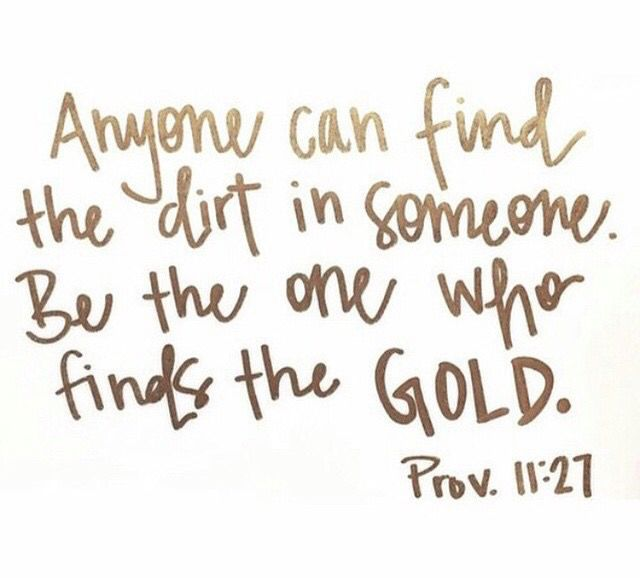 Anyone can find
the dirt in someone.
Be the one who
finds the GOLD.
Prov. 11:27